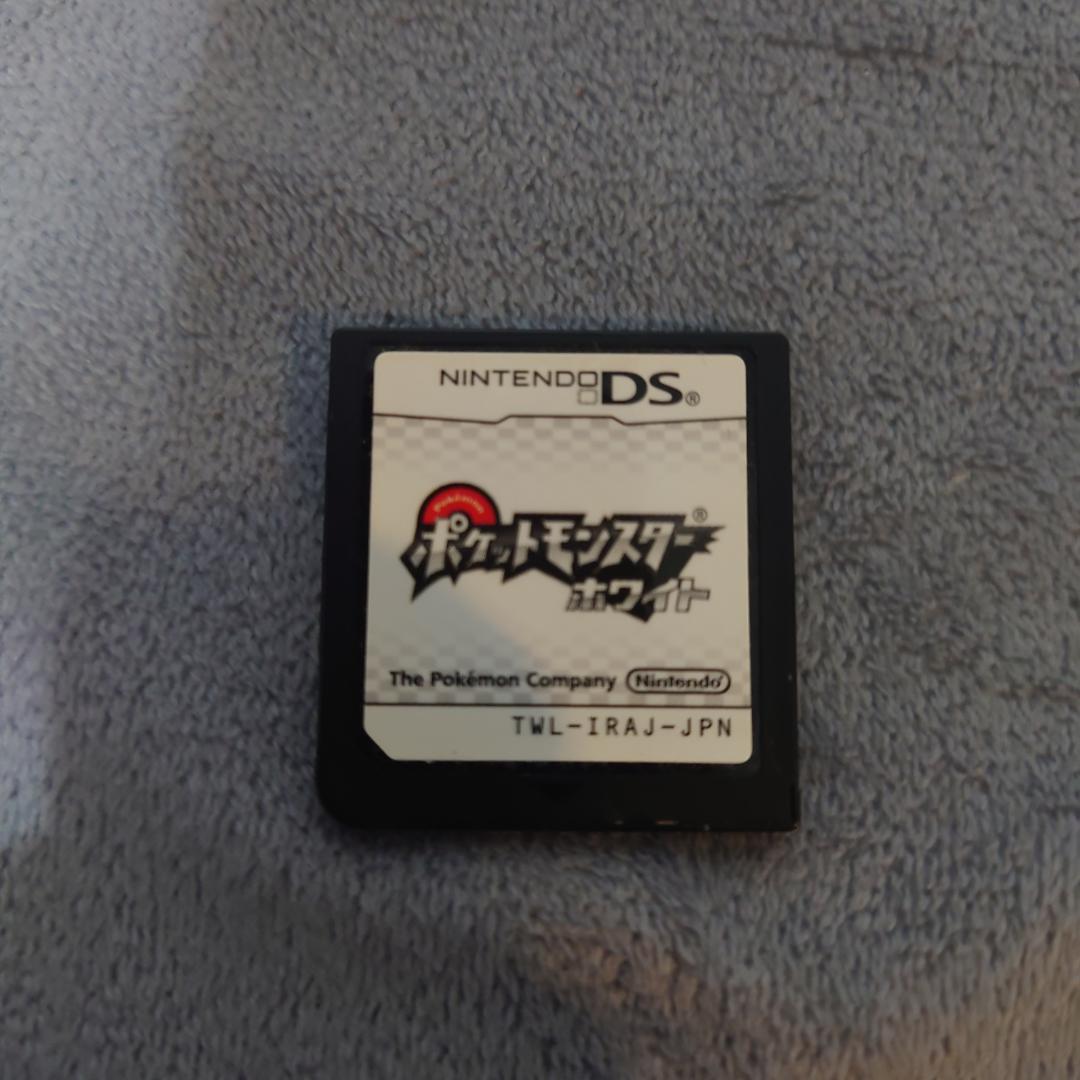 NINTENDO DS®
Pokémon
ポケットモンスター®
ホワイト
The Pokémon Company Nintendo®
TWL-IRAJ-JPN